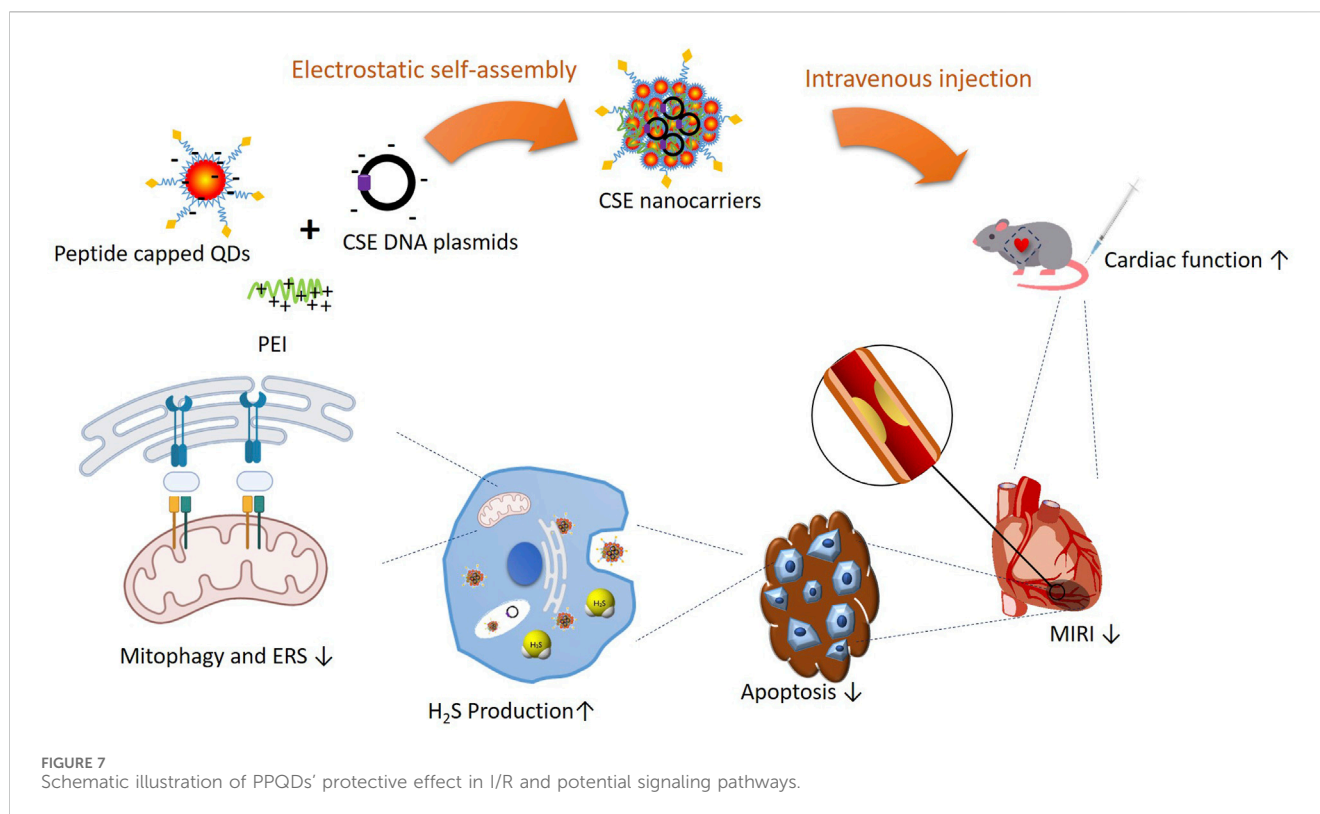 Electrostatic self-assembly
Intravenous injection
Peptide capped QDs
+
CSE DNA plasmids
CSE nanocarriers
PEI
Cardiac function ↑
Mitophagy and ERS ↓
H₂S
H₂S
H₂S Production↑
Apoptosis ↓
MIRI ↓
FIGURE 7
Schematic illustration of PPQDs' protective effect in I/R and potential signaling pathways.